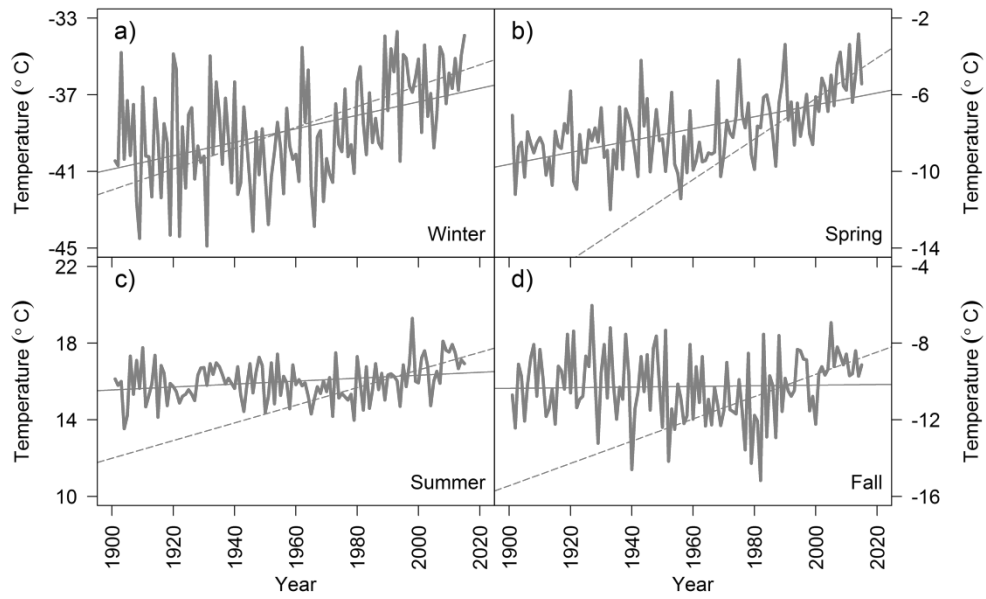 a)
-33
-37
-41
-45
Temperature (° C)
Winter
b)
-2
-6
-10
-14
Temperature (° C)
Spring
c)
22
18
14
10
Temperature (° C)
Summer
1900
1920
1940
1960
1980
2000
2020
Year
d)
-4
-8
-12
-16
Temperature (° C)
Fall
1900
1920
1940
1960
1980
2000
2020
Year